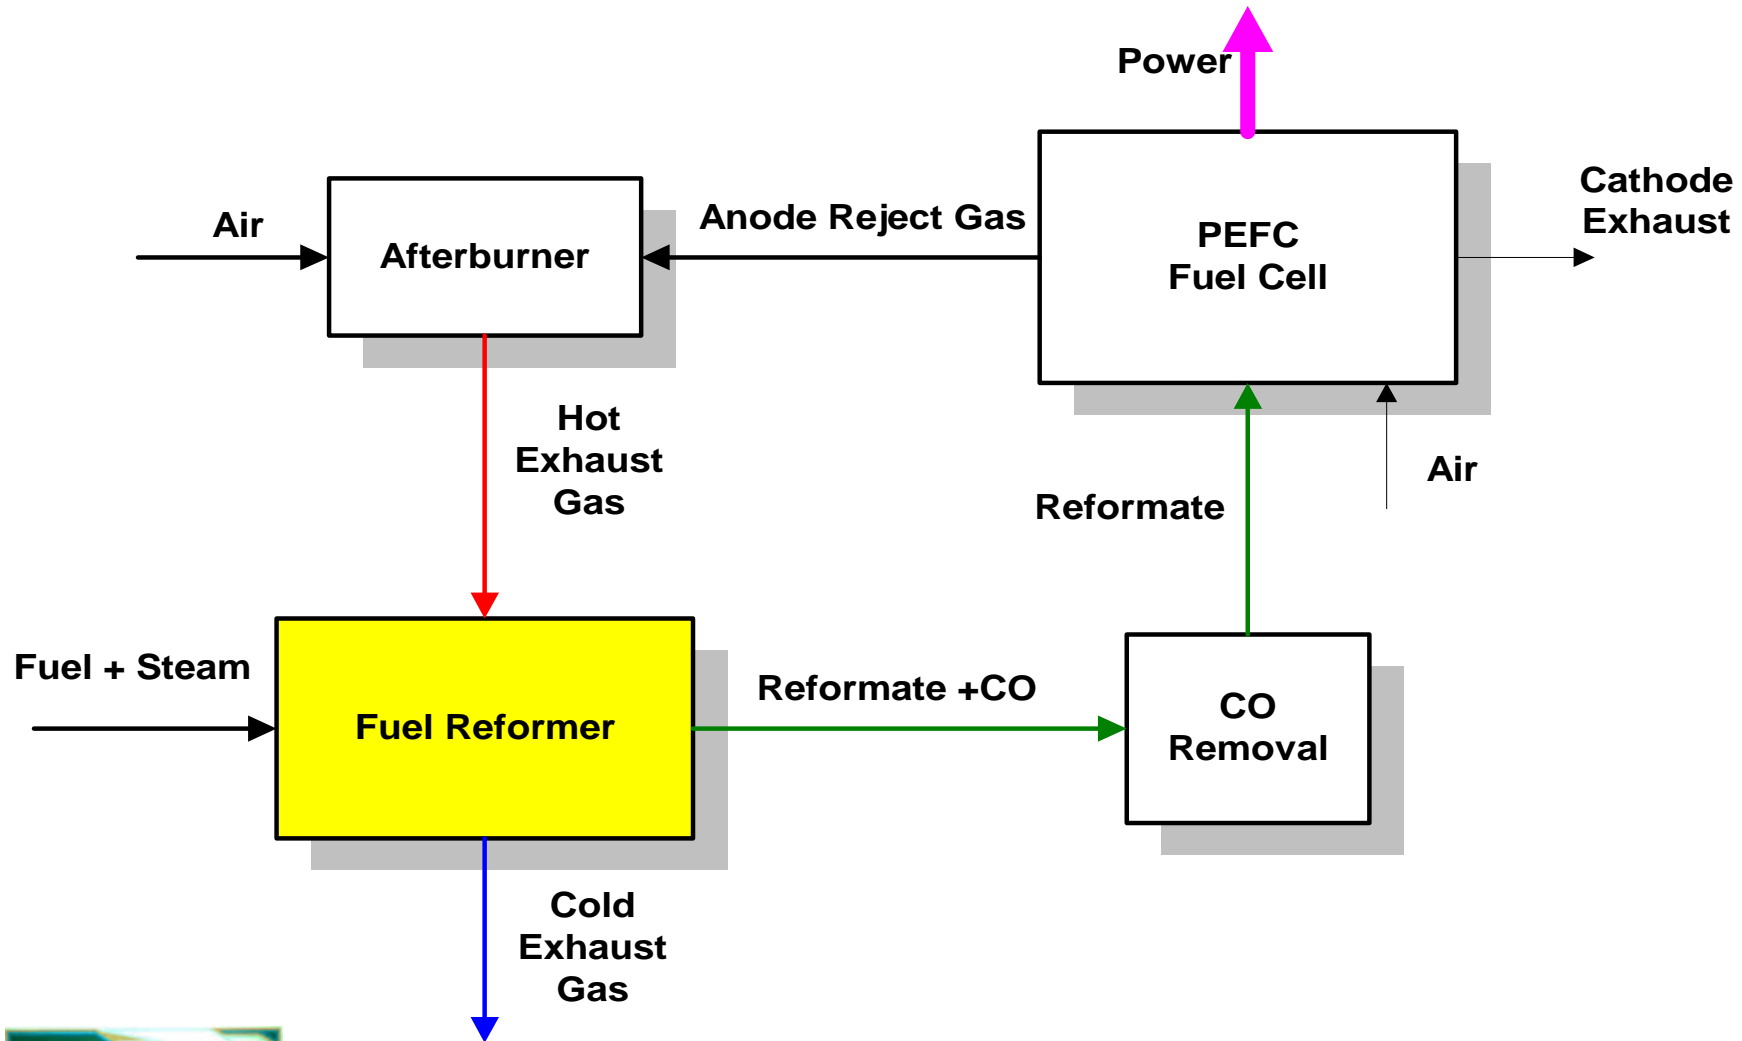 Power
Cathode
Exhaust
Air
Anode Reject Gas
Afterburner
PEFC
Fuel Cell
Hot
Exhaust
Gas
Air
Reformate
Fuel + Steam
Reformate +CO
Fuel Reformer
CO
Removal
Cold
Exhaust
Gas